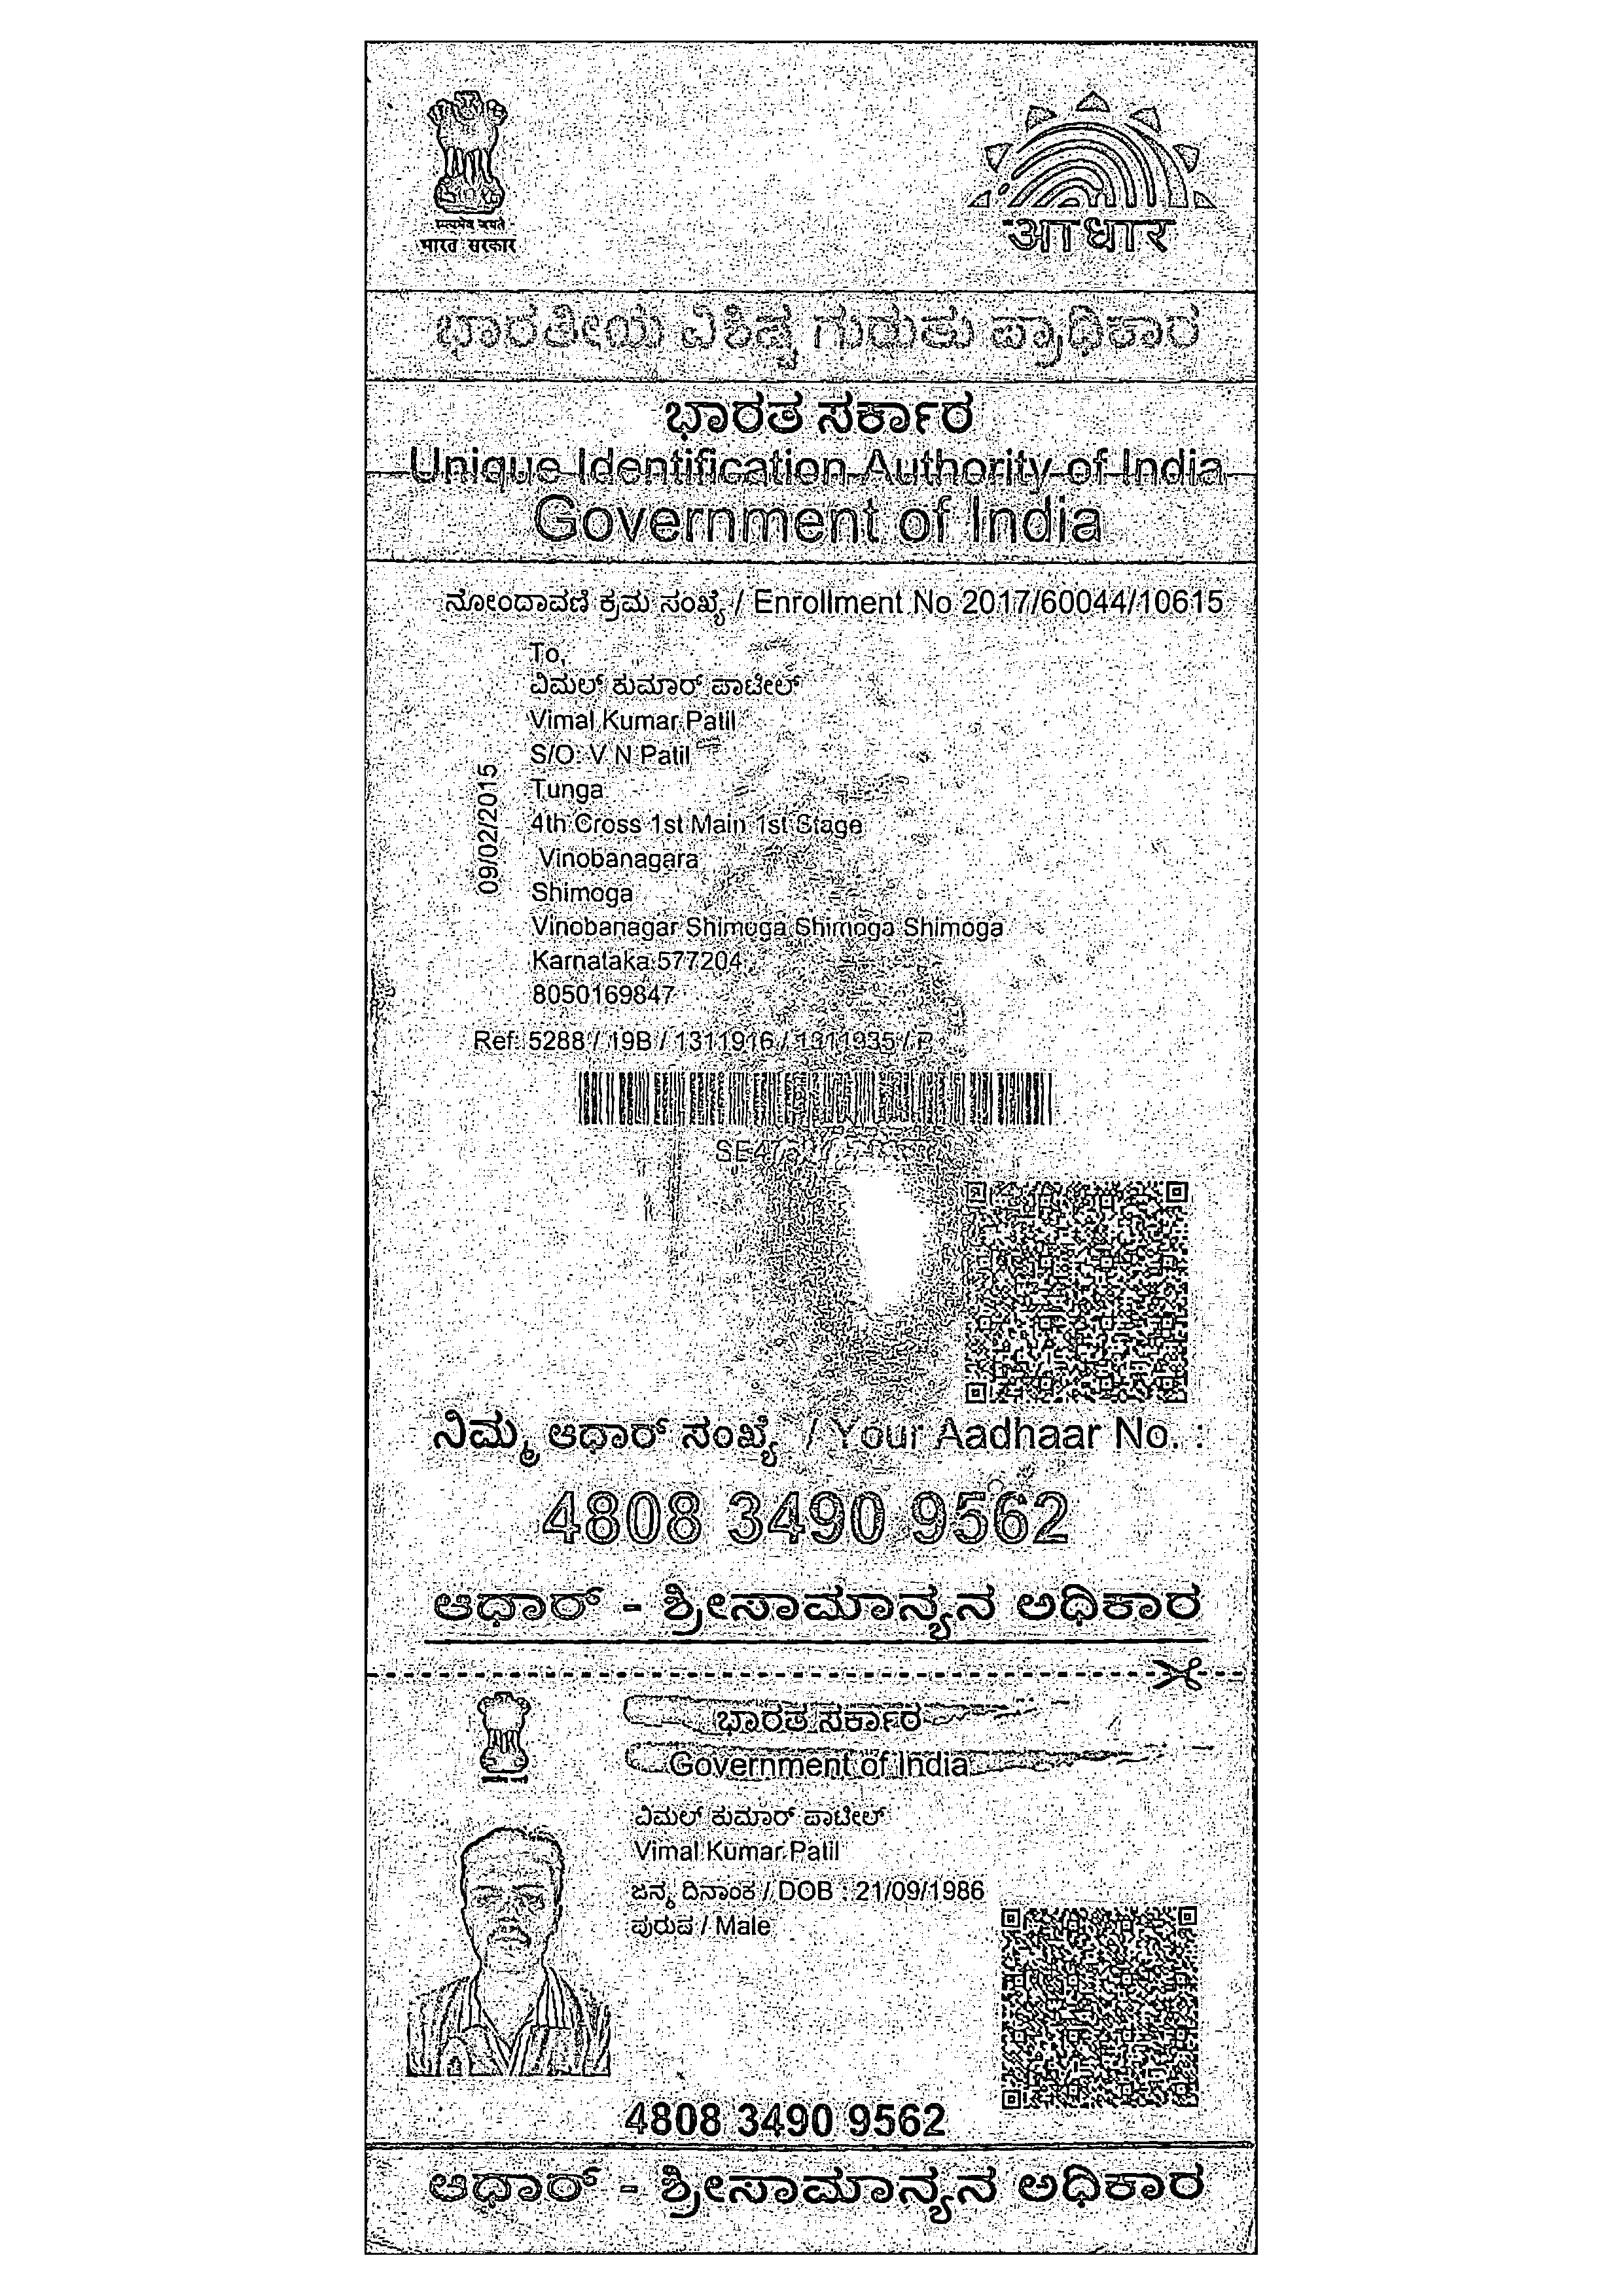 सत्यमेव जयते
भारत सरकार
आधार
ಭಾರತೀಯ ವಿಶಿಷ್ಟ ಗುರುತು ಪ್ರಾಧಿಕಾರ
ಭಾರತ ಸರ್ಕಾರ
Unique Identification Authority of India
Government of India
ನೋಂದಾವಣಿ ಕ್ರಮ ಸಂಖ್ಯೆ / Enrollment No 2017/60044/10615
To,
ವಿಮಲ್ ಕುಮಾರ್ ಪಾಟೀಲ್
Vimal Kumar Patil
S/O: V N Patil
Tunga
4th Cross 1st Main 1st Stage
Vinobanagara
Shimoga
Vinobanagar Shimoga Shimoga Shimoga
Karnataka 577204
8050169847
09/02/2015
Ref: 5288 / 19B / 1311916 / 1311935 / P
ನಿಮ್ಮ ಆಧಾರ್ ಸಂಖ್ಯೆ / Your Aadhaar No. :
4808 3490 9562
ಆಧಾರ್ - ಶ್ರೀಸಾಮಾನ್ಯನ ಅಧಿಕಾರ
ಭಾರತ ಸರ್ಕಾರ
Government of India
ವಿಮಲ್ ಕುಮಾರ್ ಪಾಟೀಲ್
Vimal Kumar Patil
ಜನ್ಮ ದಿನಾಂಕ / DOB : 21/09/1986
ಪುರುಷ / Male
4808 3490 9562
ಆಧಾರ್ - ಶ್ರೀಸಾಮಾನ್ಯನ ಅಧಿಕಾರ